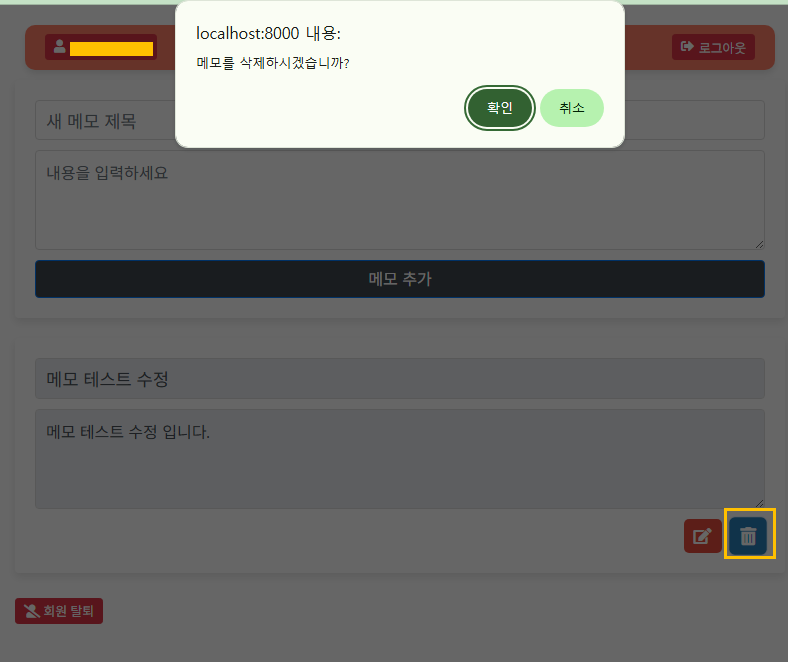 localhost:8000 내용:
메모를 삭제하시겠습니까?
확인 취소
로그아웃
새 메모 제목
내용을 입력하세요
메모 추가
메모 테스트 수정
메모 테스트 수정 입니다.
회원 탈퇴